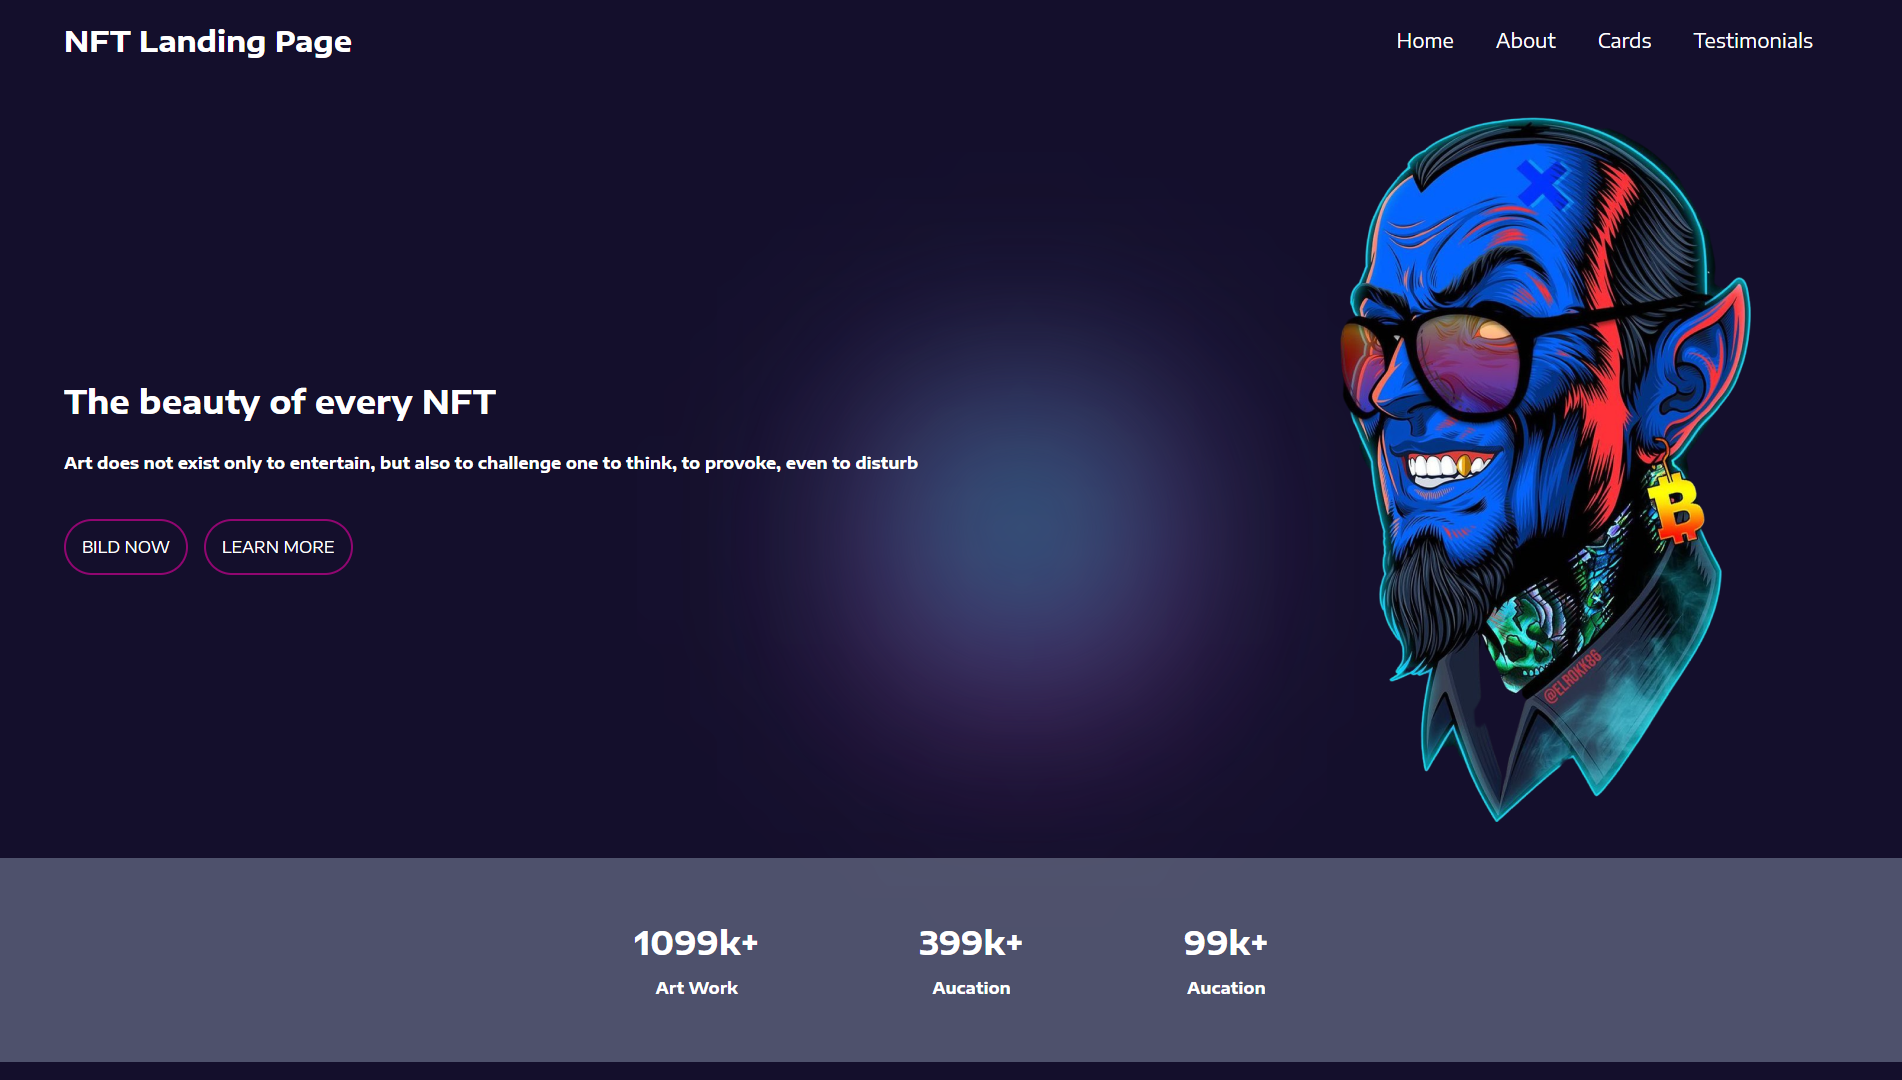 NFT Landing Page
Home About Cards Testimonials
The beauty of every NFT
Art does not exist only to entertain, but also to challenge one to think, to provoke, even to disturb
BILD NOW LEARN MORE
@ELROKK86
1099k+ 399k+ 99k+
Art Work Aucation Aucation